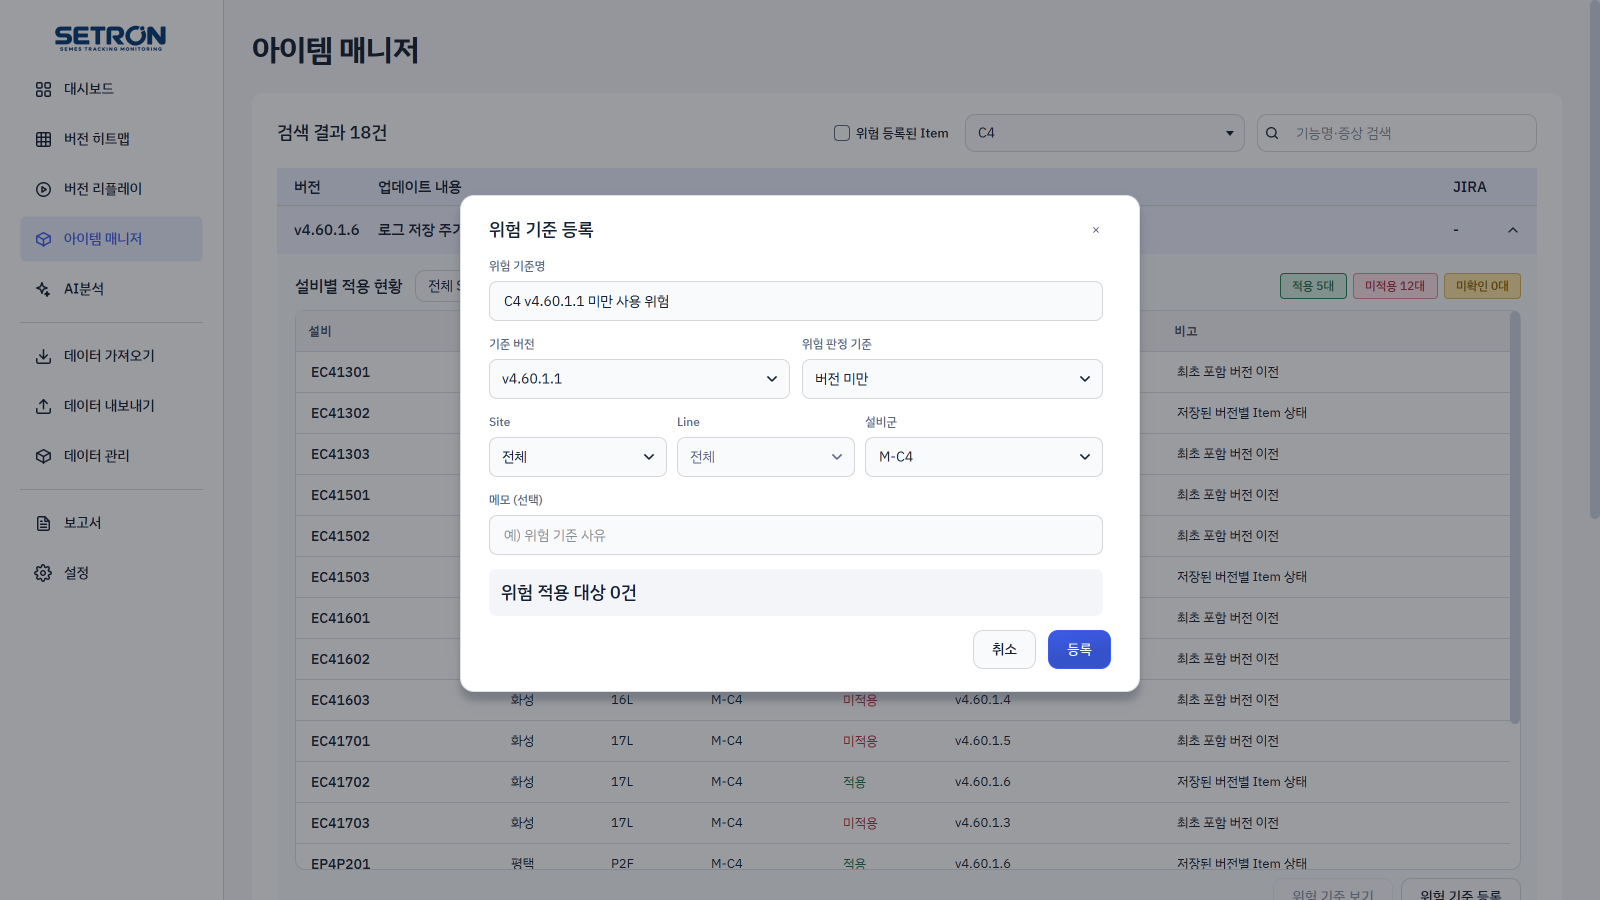 SETRON
SEMES TRACKING MONITORING
대시보드
버전 히트맵
버전 리플레이
아이템 매니저
AI분석
데이터 가져오기
데이터 내보내기
데이터 관리
보고서
설정
아이템 매니저
검색 결과 18건
위험 등록된 Item
C4
기능명·증상 검색
버전 업데이트 내용 JIRA
v4.60.1.6 로그 저장 주기 -
설비별 적용 현황 전체 S
적용 5대 미적용 12대 미확인 0대
설비 비고
EC41301 최초 포함 버전 이전
EC41302 저장된 버전별 Item 상태
EC41303 최초 포함 버전 이전
EC41501 최초 포함 버전 이전
EC41502 최초 포함 버전 이전
EC41503 저장된 버전별 Item 상태
EC41601 최초 포함 버전 이전
EC41602 최초 포함 버전 이전
EC41603 화성 16L M-C4 미적용 v4.60.1.4 최초 포함 버전 이전
EC41701 화성 17L M-C4 미적용 v4.60.1.5 최초 포함 버전 이전
EC41702 화성 17L M-C4 적용 v4.60.1.6 저장된 버전별 Item 상태
EC41703 화성 17L M-C4 미적용 v4.60.1.3 최초 포함 버전 이전
EP4P201 평택 P2F M-C4 적용 v4.60.1.6 저장된 버전별 Item 상태
위험 기준 보기 위험 기준 등록
위험 기준 등록
×
위험 기준명
C4 v4.60.1.1 미만 사용 위험
기준 버전 위험 판정 기준
v4.60.1.1 버전 미만
Site Line 설비군
전체 전체 M-C4
메모 (선택)
예) 위험 기준 사유
위험 적용 대상 0건
취소 등록